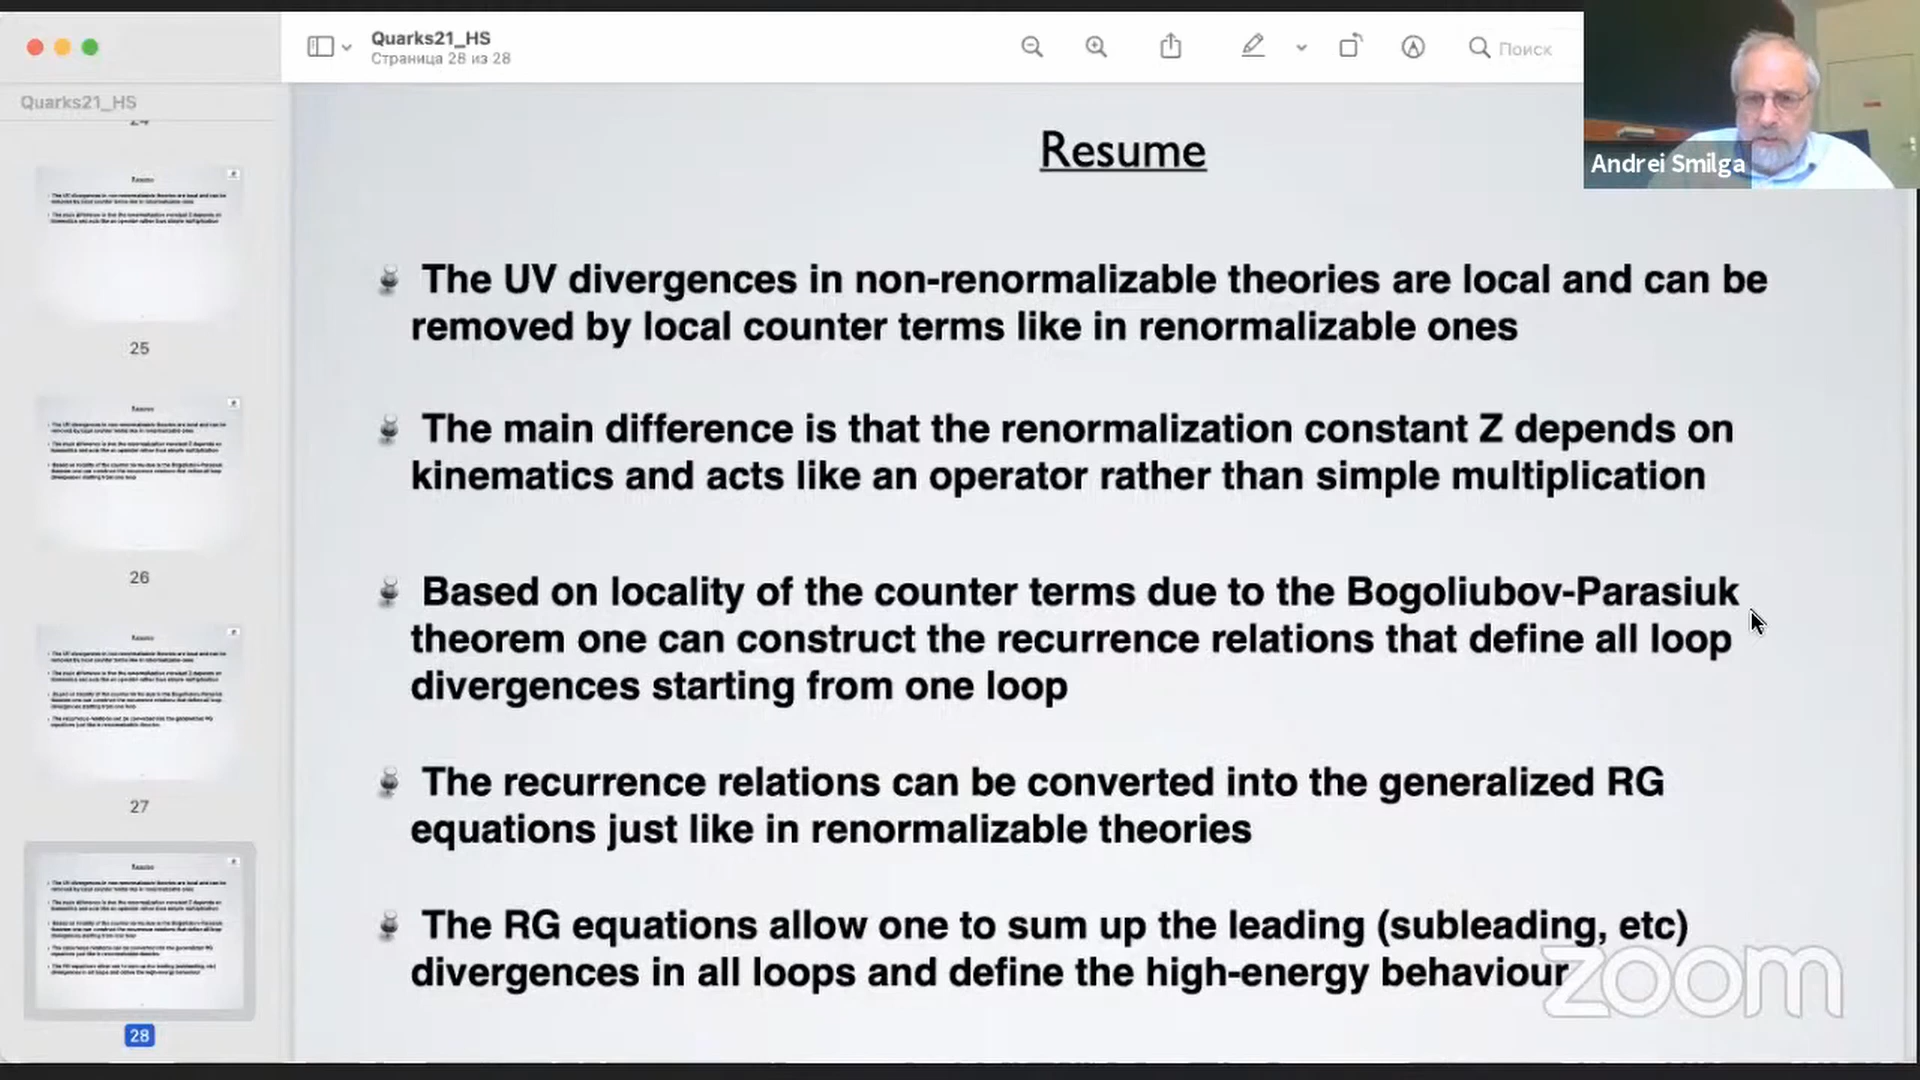 Quarks21_HS
Страница 28 из 28
Поиск
Quarks21_HS
24
25
26
27
28
Resume
The UV divergences in non-renormalizable theories are local and can be
removed by local counter terms like in renormalizable ones
The main difference is that the renormalization constant Z depends on
kinematics and acts like an operator rather than simple multiplication
Based on locality of the counter terms due to the Bogoliubov-Parasiuk
theorem one can construct the recurrence relations that define all loop
divergences starting from one loop
The recurrence relations can be converted into the generalized RG
equations just like in renormalizable theories
The RG equations allow one to sum up the leading (subleading, etc)
divergences in all loops and define the high-energy behaviour
Andrei Smilga
zoom